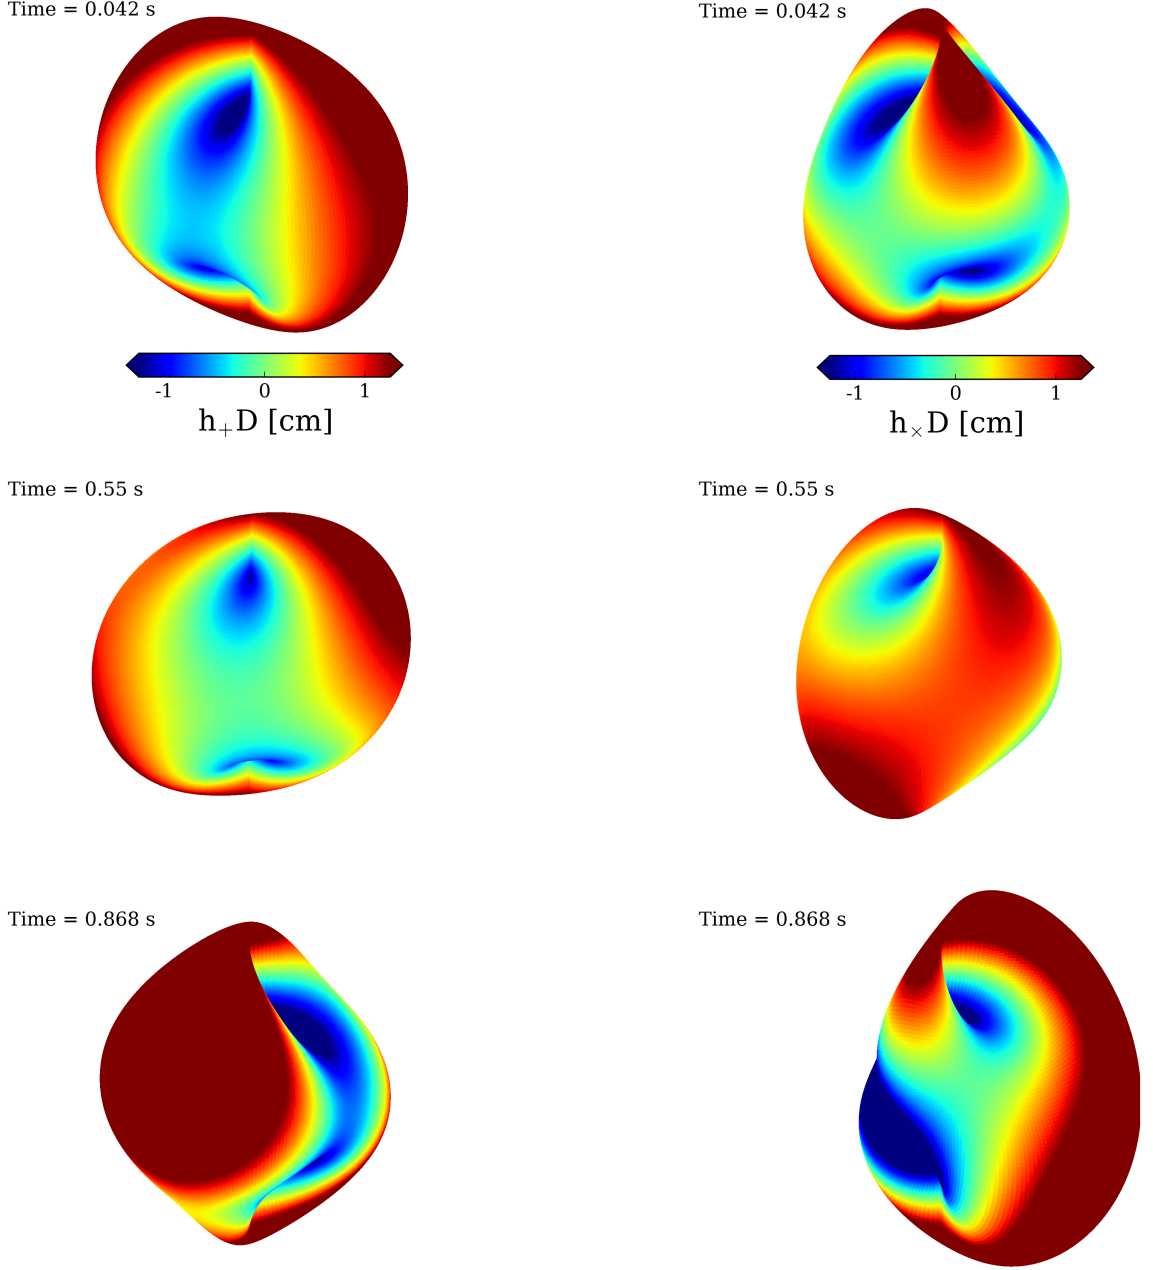 Time = 0.042 s
Time = 0.042 s
-1 0 1
h₊D [cm]
-1 0 1
h×D [cm]
Time = 0.55 s
Time = 0.55 s
Time = 0.868 s
Time = 0.868 s